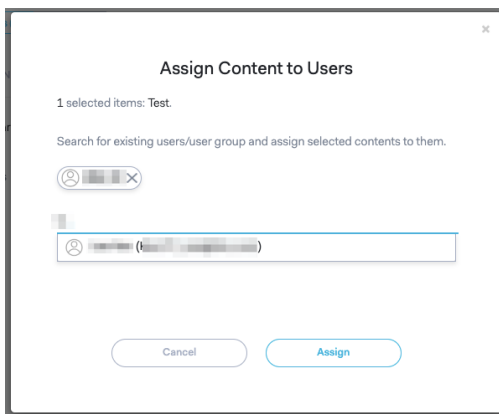 Assign Content to Users
1 selected items: Test.
Search for existing users/user group and assign selected contents to them.
Cancel
Assign